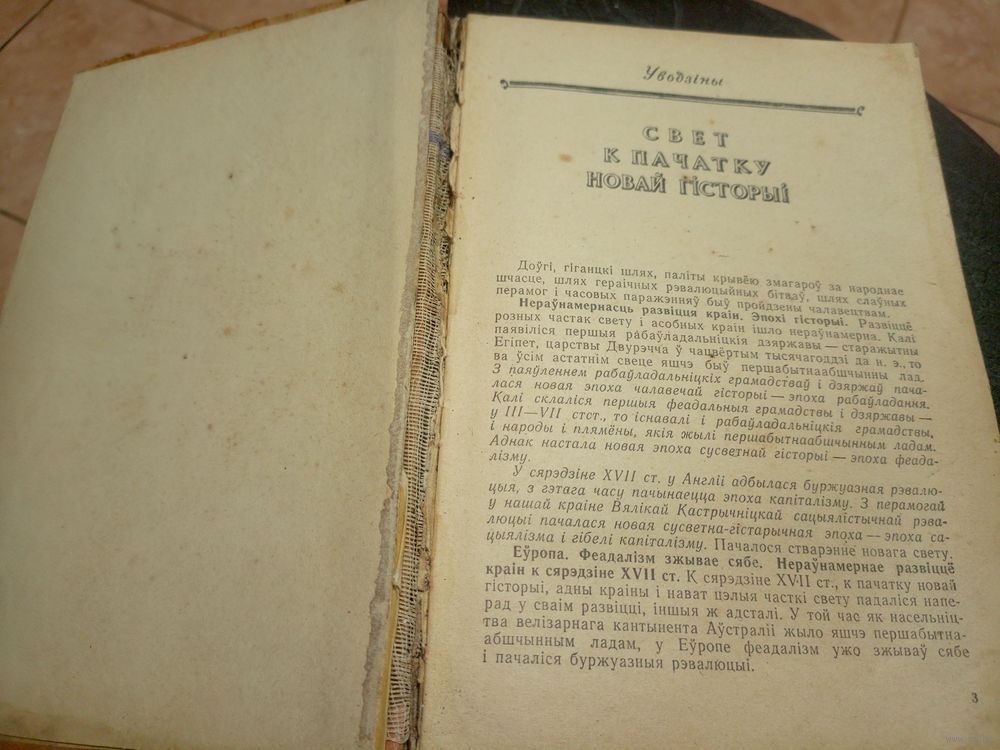 Уводзіны
СВЕТ
К ПАЧАТКУ
НОВАЙ ГІСТОРЫІ
Доўгі, гіганцкі шлях, паліты крывёю змагароў за народнае
шчасце, шлях гераічных рэвалюцыйных бітваў, шлях слаўных
перамог і часовых паражэнняў быў пройдзены чалавецтвам.
Нераўнамернасць развіцця краін. Эпохі гісторыі. Развіццё
розных частак свету і асобных краін ішло нераўнамерна. Калі
паявіліся першыя рабаўладальніцкія дзяржавы — старажытны
Егіпет, царствы Двурэчча ў чацвёртым тысячагоддзі да н. э., то
ва ўсім астатнім свеце яшчэ быў першабытнаабшчынны лад.
З паяўленнем рабаўладальніцкіх грамадстваў і дзяржаў пача-
лася новая эпоха чалавечай гісторыі — эпоха рабаўладання.
Калі склаліся першыя феадальныя грамадствы і дзяржавы —
у III—VII стст., то існавалі і рабаўладальніцкія грамадствы,
і народы і плямёны, якія жылі першабытнаабшчынным ладам.
Аднак настала новая эпоха сусветнай гісторыі — эпоха феада-
лізму.
У сярэдзіне XVII ст. у Англіі адбылася буржуазная рэвалю-
цыя, з гэтага часу пачынаецца эпоха капіталізму. З перамогай
у нашай краіне Вялікай Кастрычніцкай сацыялістычнай рэва-
люцыі пачалася новая сусветна-гістарычная эпоха — эпоха са-
цыялізма і гібелі капіталізму. Пачалося стварэнне новага свету.
Еўропа. Феадалізм зжывае сябе. Нераўнамернае развіццё
краін к сярэдзіне XVII ст. К сярэдзіне XVII ст., к пачатку новай
гісторыі, адны краіны і нават цэлыя часткі свету падаліся напе-
рад у сваім развіцці, іншыя ж адсталі. У той час як насельніц-
тва велізарнага кантынента Аўстраліі жыло яшчэ першабытна-
абшчынным ладам, у Еўропе феадалізм ужо зжываў сябе
і пачаліся буржуазныя рэвалюцыі.
3